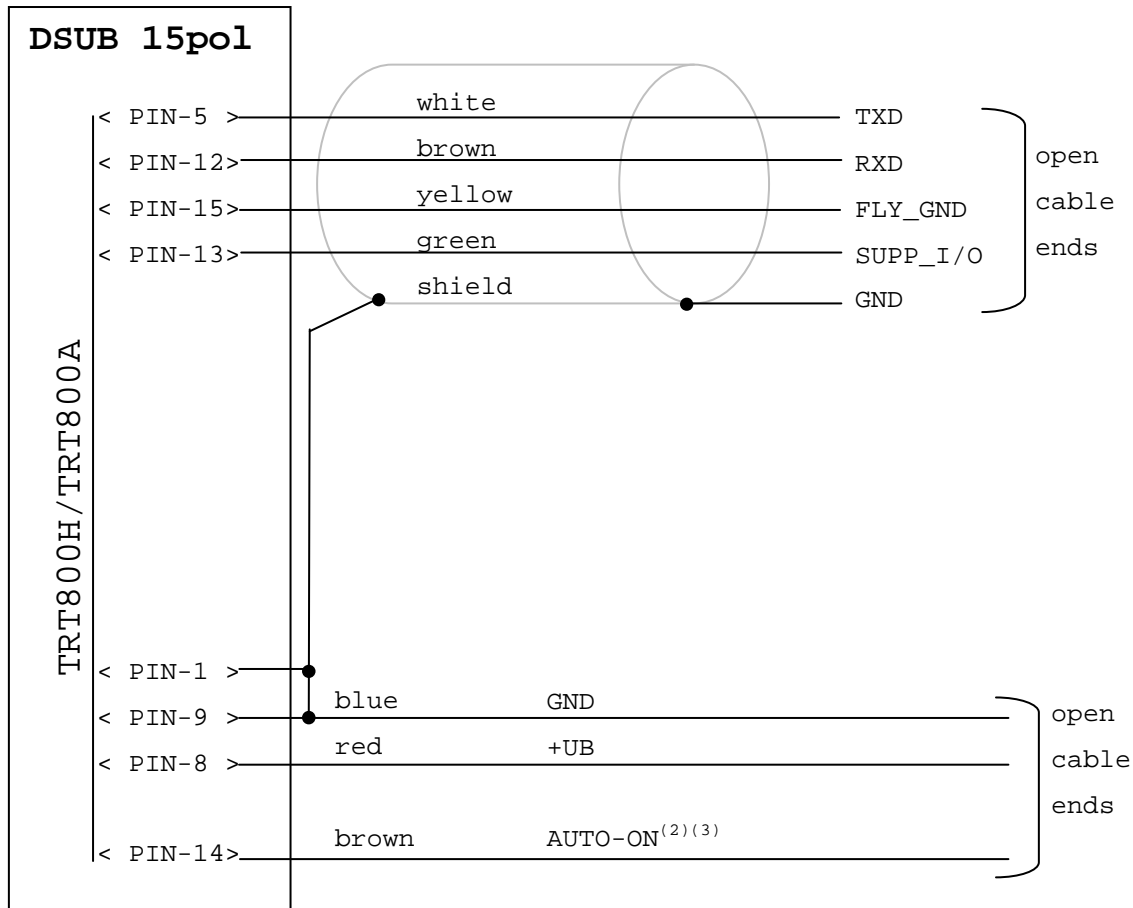 DSUB 15pol
< PIN-5 > white TXD
< PIN-12> brown RXD
< PIN-15> yellow FLY_GND
< PIN-13> green SUPP_I/O
shield GND
open
cable
ends
TRT800H/TRT800A
< PIN-1 >
< PIN-9 > blue GND
< PIN-8 > red +UB
< PIN-14> brown AUTO-ON(2)(3)
open
cable
ends